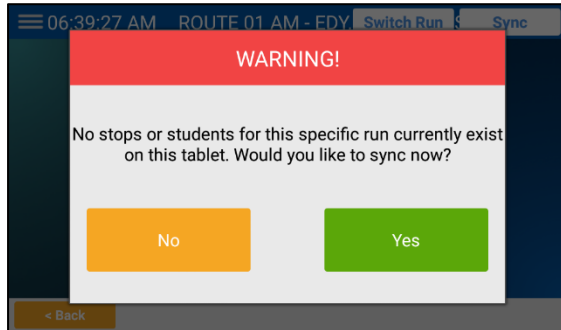 06:39:27 AM ROUTE 01 AM - EDY Switch Run S Sync
WARNING!
No stops or students for this specific run currently exist
on this tablet. Would you like to sync now?
No Yes
< Back